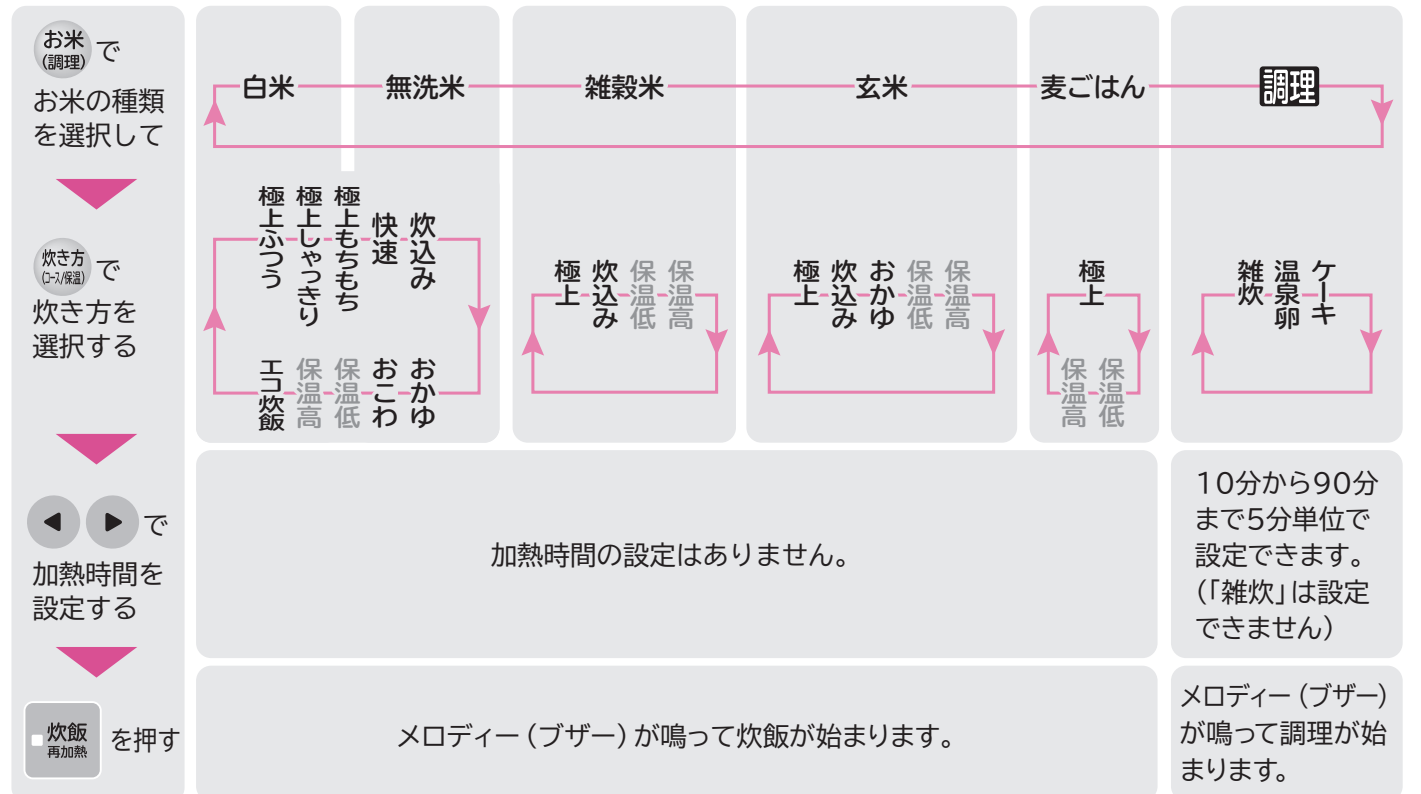 お米
(調理)
で
お米の種類
を選択して
白米
無洗米
雑穀米
玄米
麦ごはん
調理
炊き方
(コース/保温)
で
炊き方を
選択する
極上ふつう
極上しゃっきり
極上もちもち
快速
炊込み
おかゆ
おこわ
保温低
保温高
エコ炊飯
極上
炊込み
保温低
保温高
極上
炊込み
おかゆ
保温低
保温高
極上
保温低
保温高
雑炊
温泉卵
ケーキ
で
加熱時間を
設定する
加熱時間の設定はありません。
10分から90分
まで5分単位で
設定できます。
(「雑炊」は設定
できません)
炊飯
再加熱
を押す
メロディー(ブザー)が鳴って炊飯が始まります。
メロディー(ブザー)
が鳴って調理が始
まります。